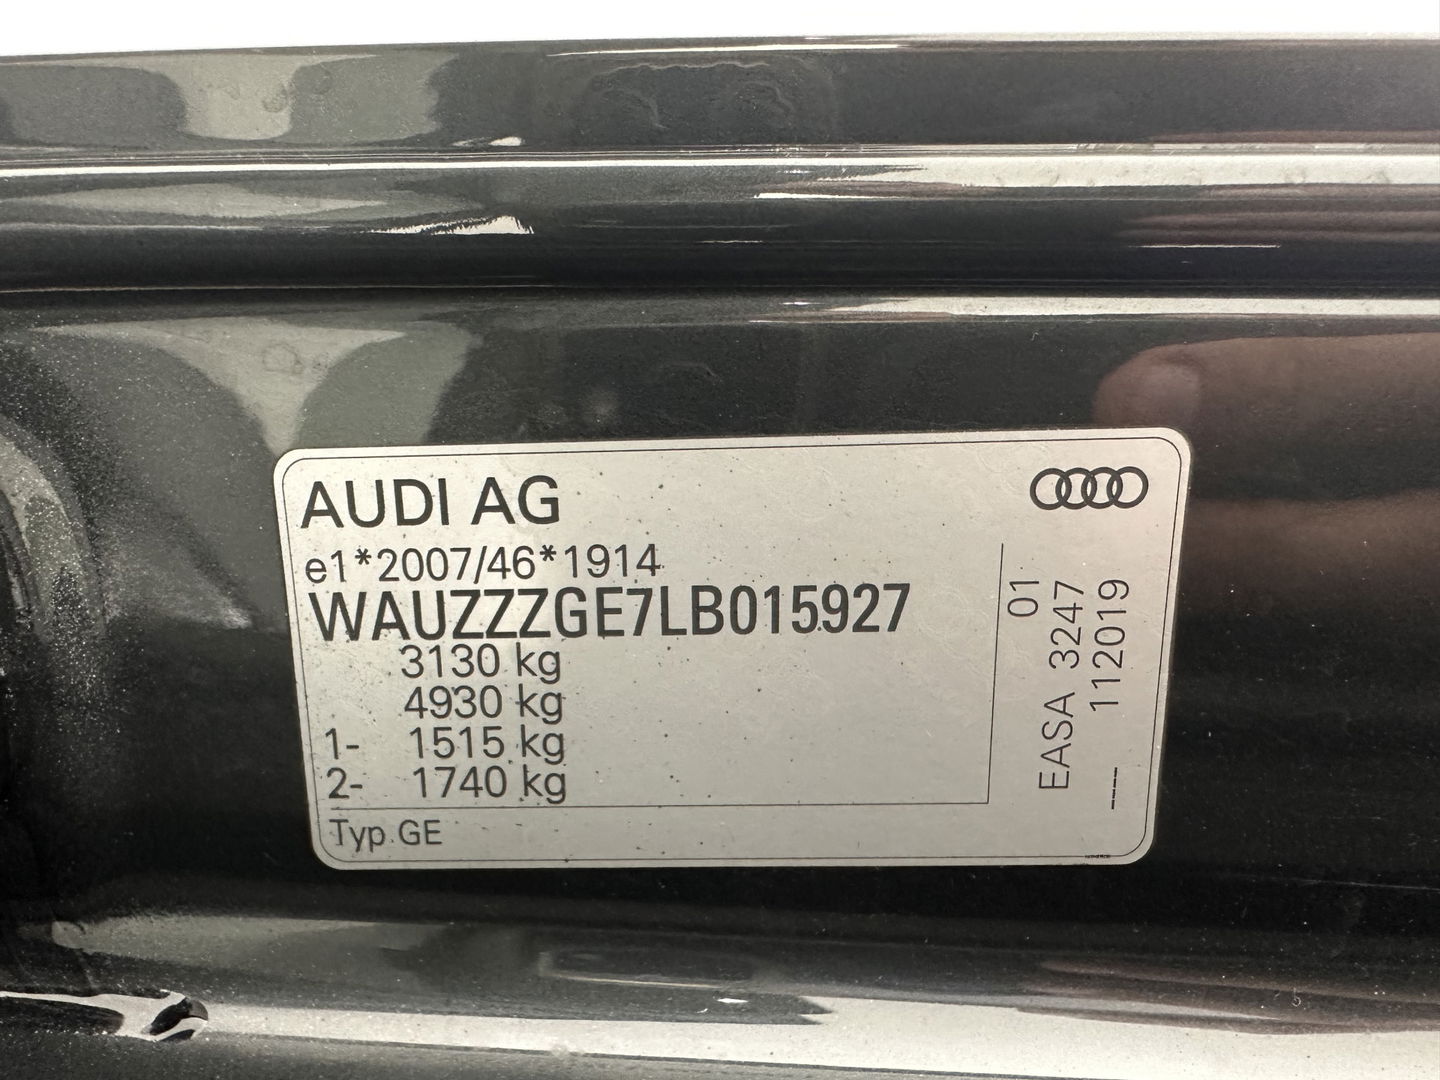 AUDI AG
e1*2007/46*1914
WAUZZZGE7LB015927
3130 kg
4930 kg
1- 1515 kg
2- 1740 kg
Typ GE
01
EASA 3247
---- 112019